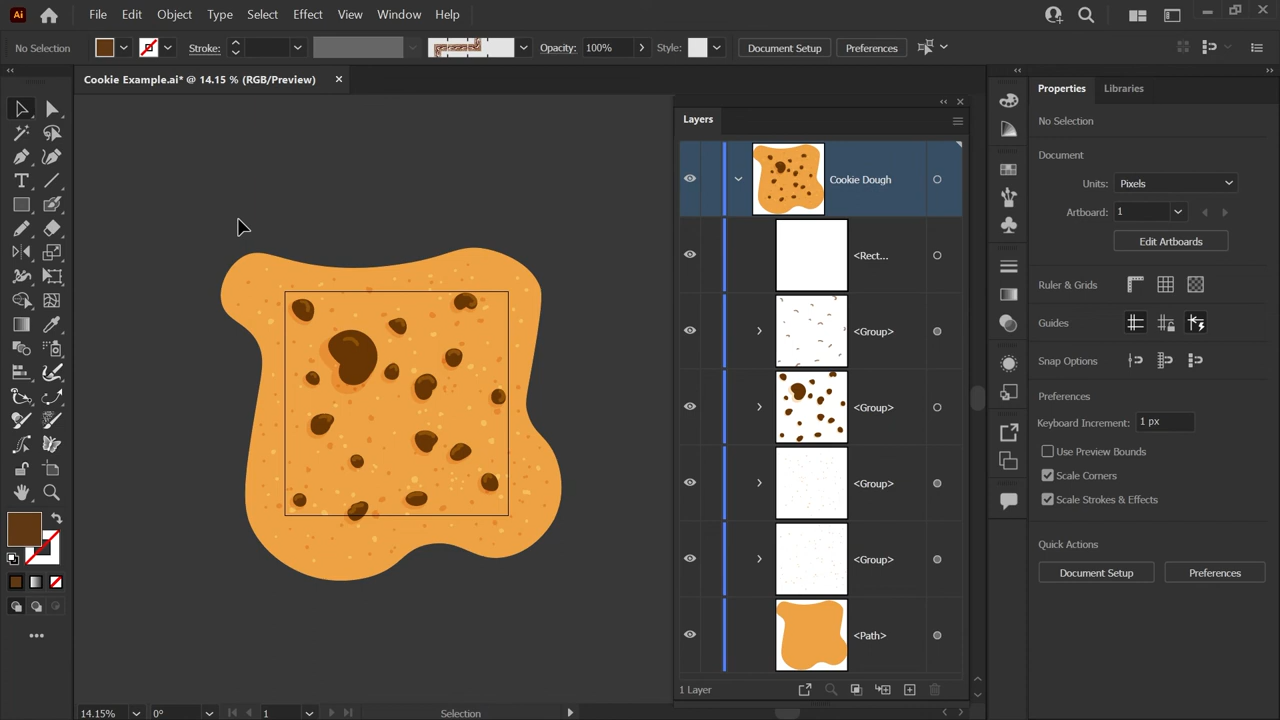 Ai File Edit Object Type Select Effect View Window Help
No Selection Stroke: Opacity: 100% Style: Document Setup Preferences
Cookie Example.ai* @ 14.15 % (RGB/Preview)
Layers
Cookie Dough
<Rect...
<Group>
<Group>
<Group>
<Group>
<Path>
1 Layer
Properties Libraries
No Selection
Document
Units: Pixels
Artboard: 1
Edit Artboards
Ruler & Grids
Guides
Snap Options
Preferences
Keyboard Increment: 1 px
Use Preview Bounds
Scale Corners
Scale Strokes & Effects
Quick Actions
Document Setup Preferences
14.15% 0° 1 Selection